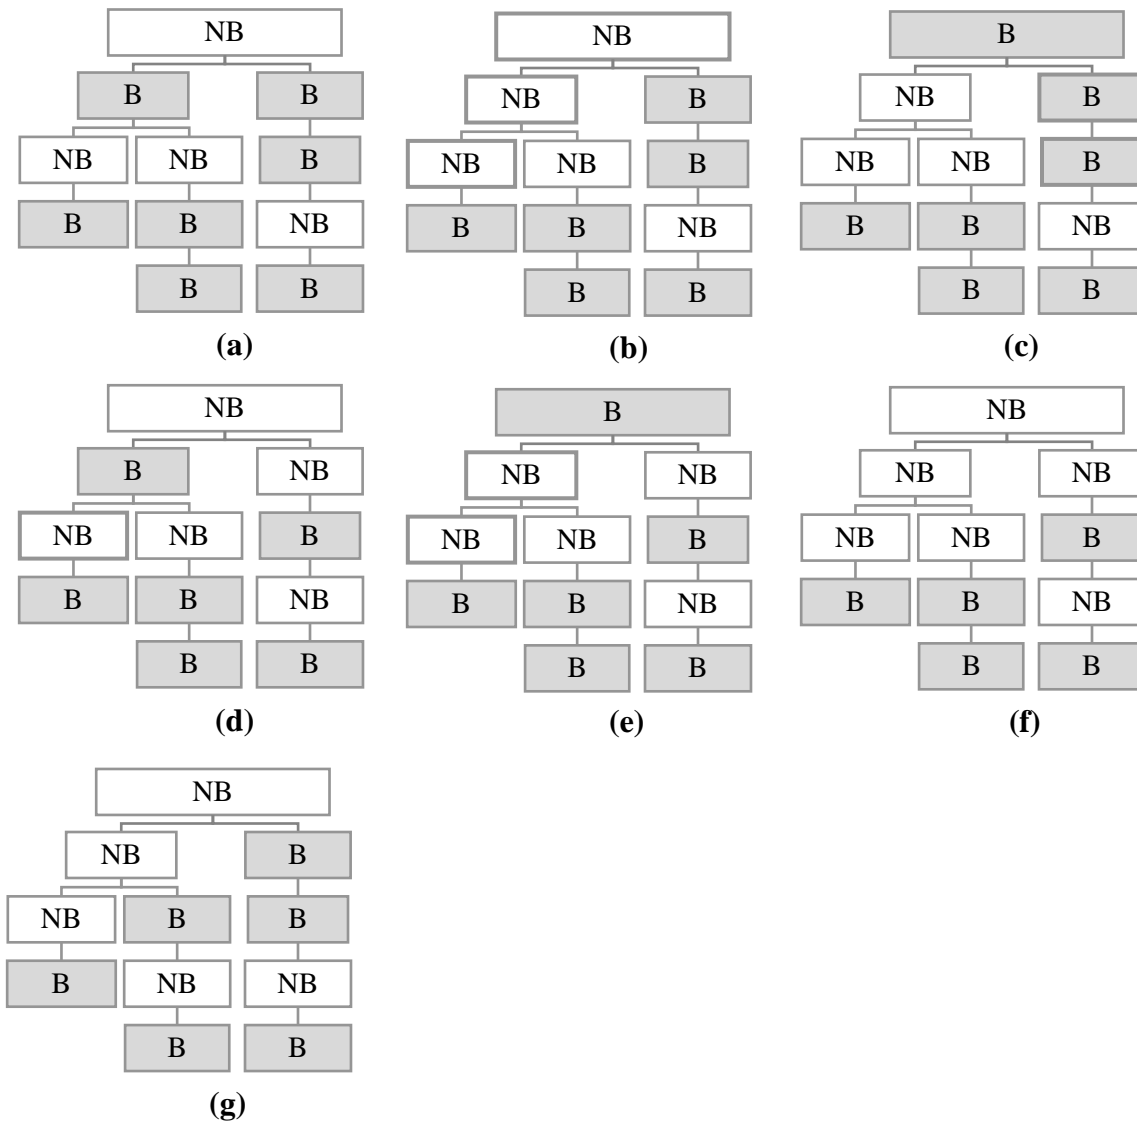 NB NB B
B B NB B NB B
NB NB B NB NB B NB NB B
B B NB B B NB B B NB
B B B B B B
(a) (b) (c)
NB B NB
B NB NB NB NB NB
NB NB B NB NB B NB NB B
B B NB B B NB B B NB
B B B B B B
(d) (e) (f)
NB
NB B
NB B B
B NB NB
B B
(g)